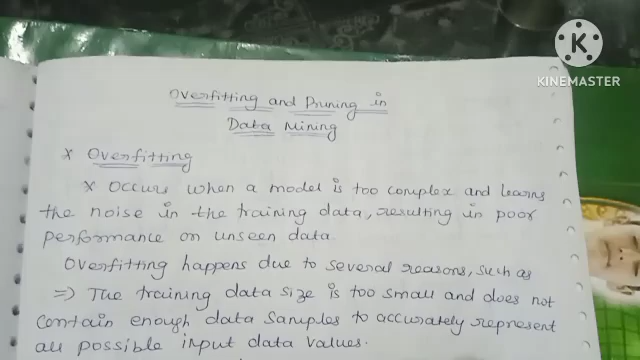 KINEMASTER
Overfitting and Pruning in
Data Mining
* Overfitting
* Occurs when a model is too complex and learns
the noise in the training data, resulting in poor
performance on unseen data.
Overfitting happens due to several reasons, such as
⇒ The training data size is too small and does not
contain enough data samples to accurately represent
all possible input data values.